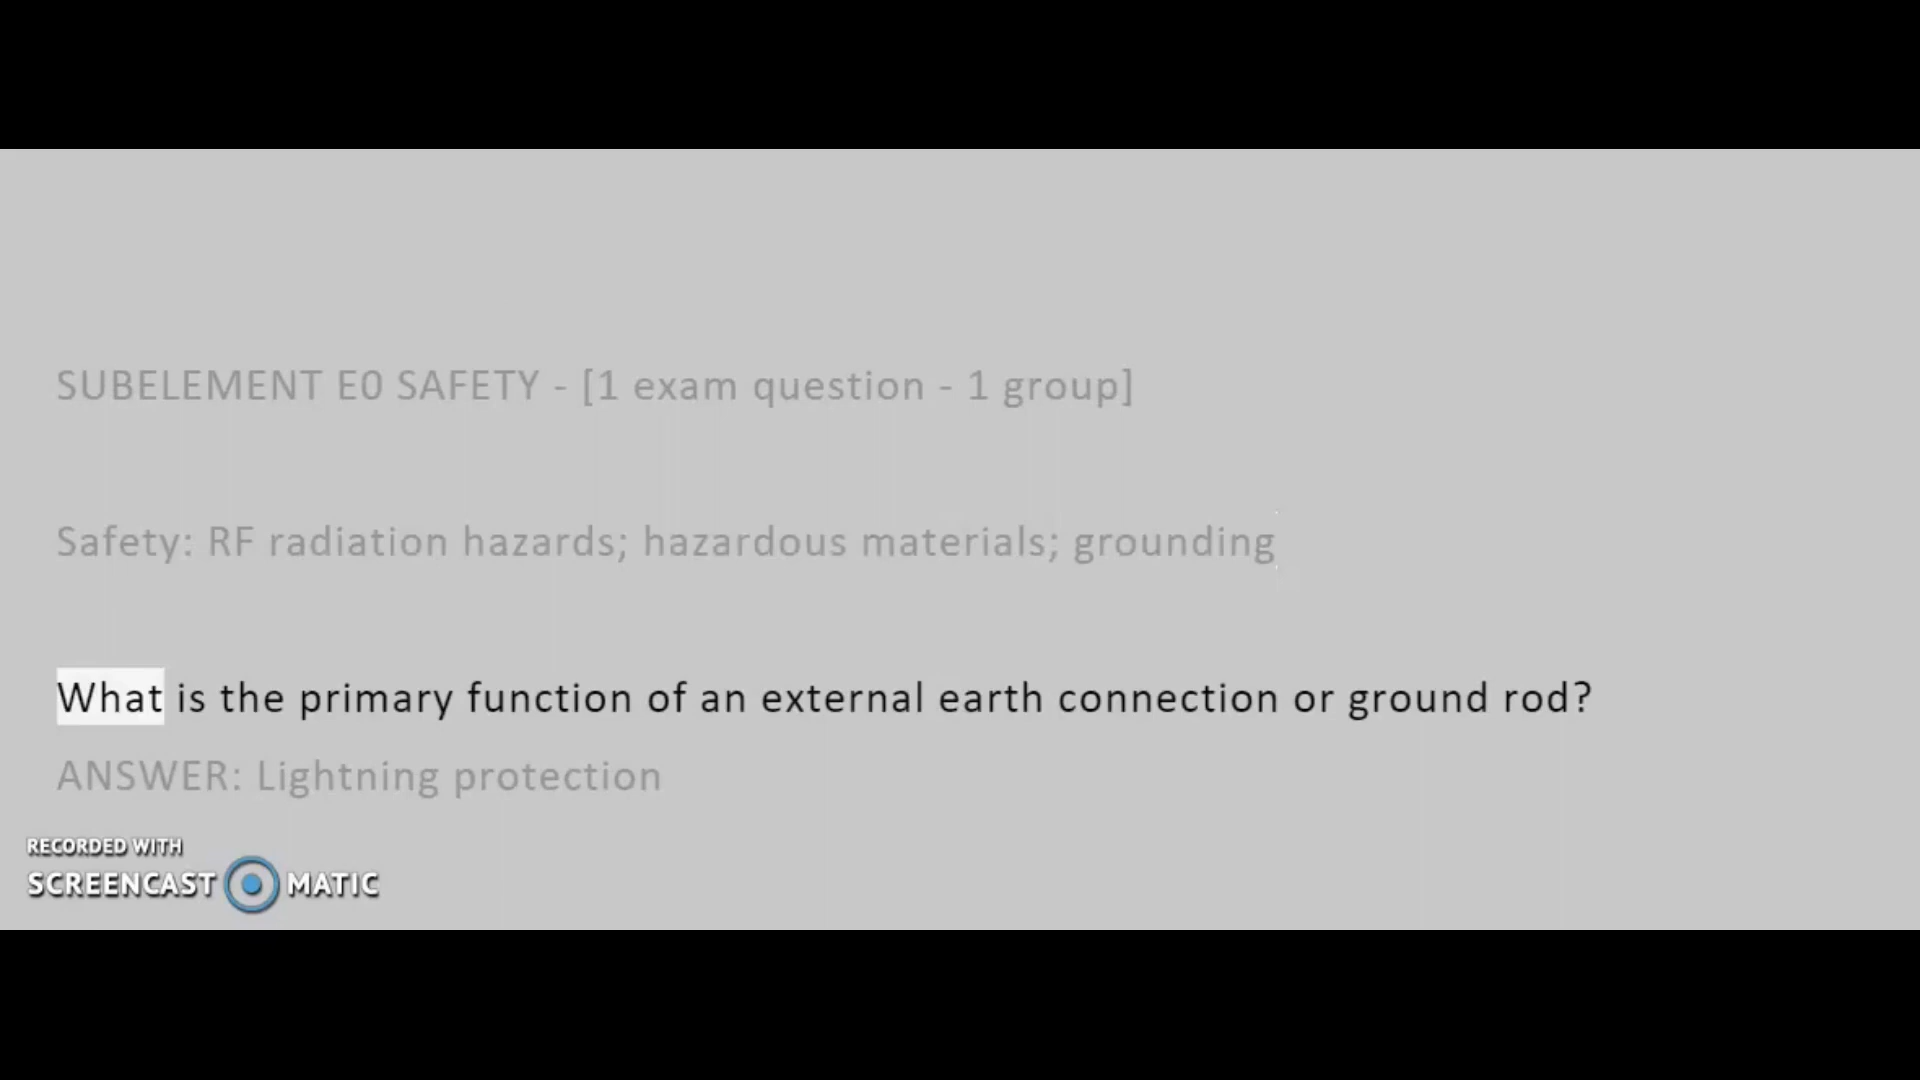 SUBELEMENT E0 SAFETY - [1 exam question - 1 group]
Safety: RF radiation hazards; hazardous materials; grounding
What is the primary function of an external earth connection or ground rod?
ANSWER: Lightning protection
RECORDED WITH
SCREENCAST MATIC